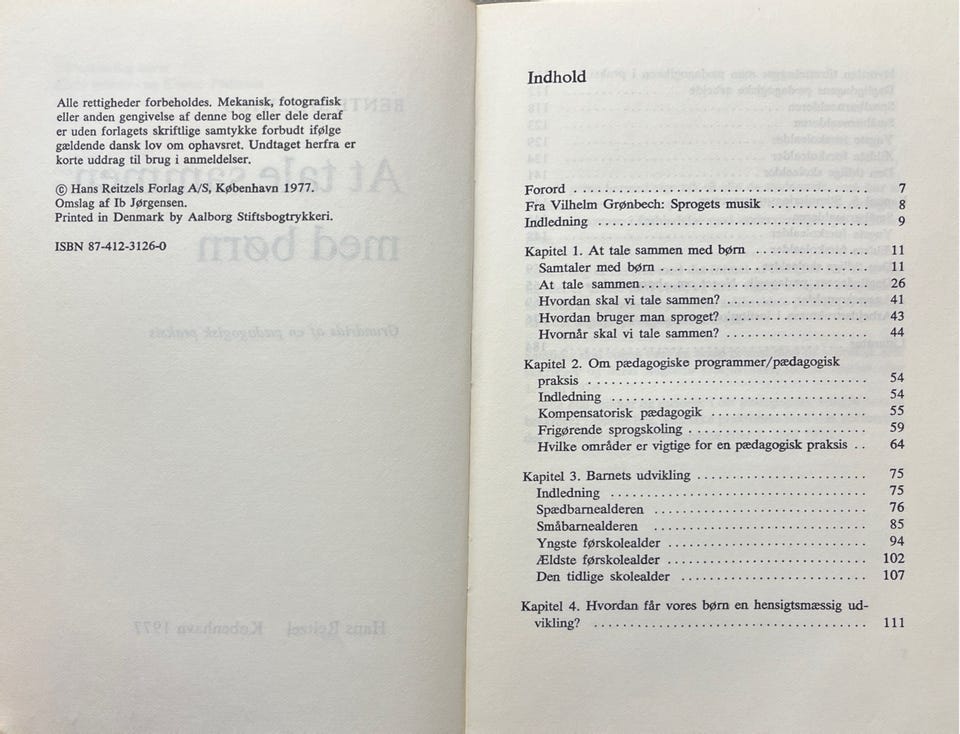 Alle rettigheder forbeholdes. Mekanisk, fotografisk
eller anden gengivelse af denne bog eller dele deraf
er uden forlagets skriftlige samtykke forbudt ifølge
gældende dansk lov om ophavsret. Undtaget herfra er
korte uddrag til brug i anmeldelser.
© Hans Reitzels Forlag A/S, København 1977.
Omslag af Ib Jørgensen.
Printed in Denmark by Aalborg Stiftsbogtrykkeri.
ISBN 87-412-3126-0
Indhold
Forord 7
Fra Vilhelm Grønbech: Sprogets musik 8
Indledning 9
Kapitel 1. At tale sammen med børn 11
Samtaler med børn 11
At tale sammen 26
Hvordan skal vi tale sammen? 41
Hvordan bruger man sproget? 43
Hvornår skal vi tale sammen? 44
Kapitel 2. Om pædagogiske programmer/pædagogisk
praksis 54
Indledning 54
Kompensatorisk pædagogik 55
Frigørende sprogskoling 59
Hvilke områder er vigtige for en pædagogisk praksis 64
Kapitel 3. Barnets udvikling 75
Indledning 75
Spædbarnealderen 76
Småbarnealderen 85
Yngste førskolealder 94
Ældste førskolealder 102
Den tidlige skolealder 107
Kapitel 4. Hvordan får vores børn en hensigtsmæssig ud-
vikling? 111